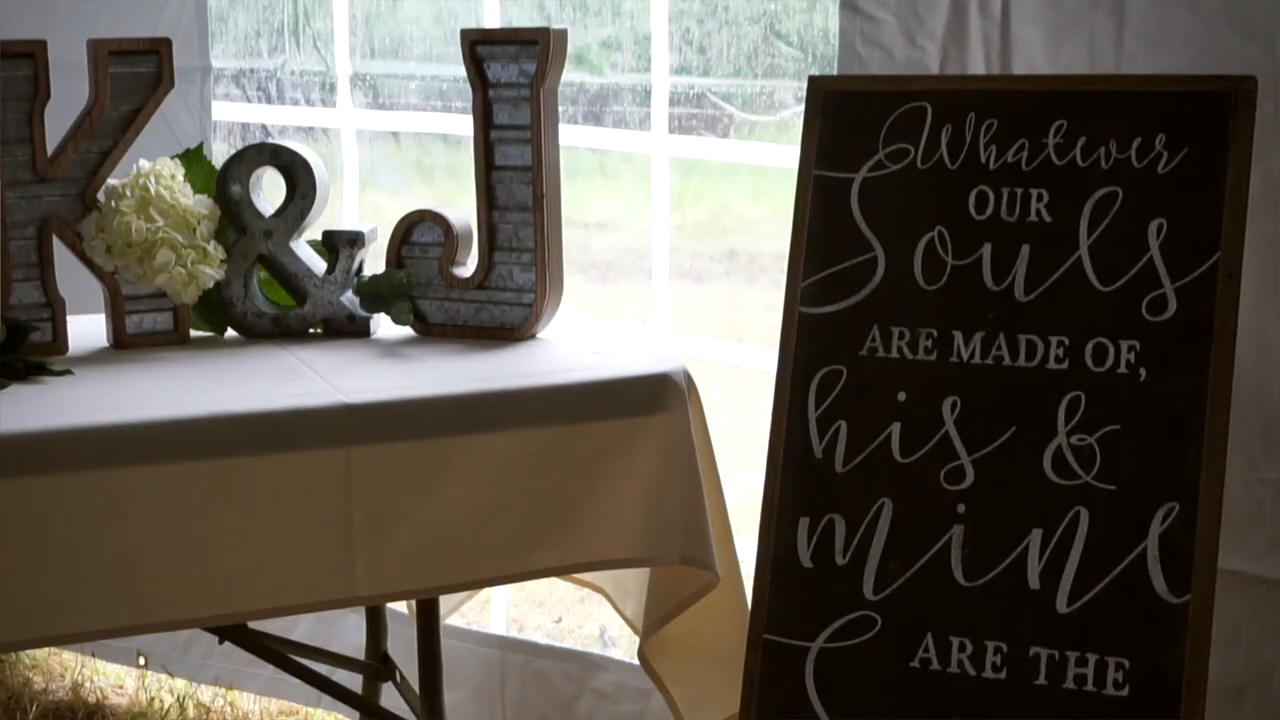 K & J
Whatever
OUR
Souls
ARE MADE OF,
his &
mine
ARE THE